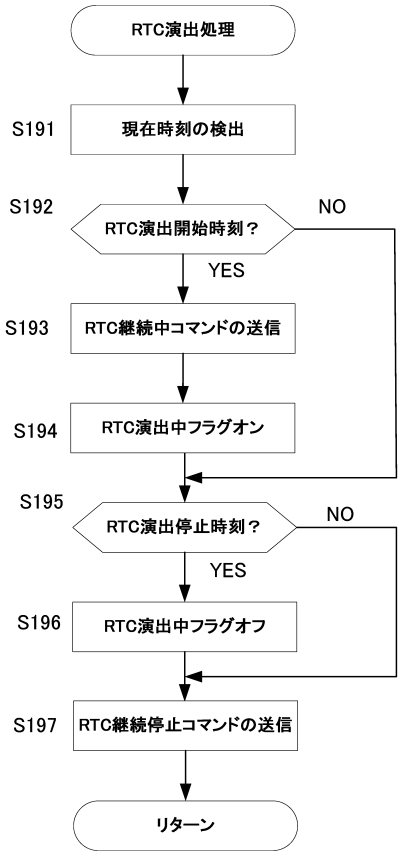 RTC演出処理
S191
現在時刻の検出
S192
RTC演出開始時刻？
NO
YES
S193
RTC継続中コマンドの送信
S194
RTC演出中フラグオン
S195
RTC演出停止時刻？
NO
YES
S196
RTC演出中フラグオフ
S197
RTC継続停止コマンドの送信
リターン